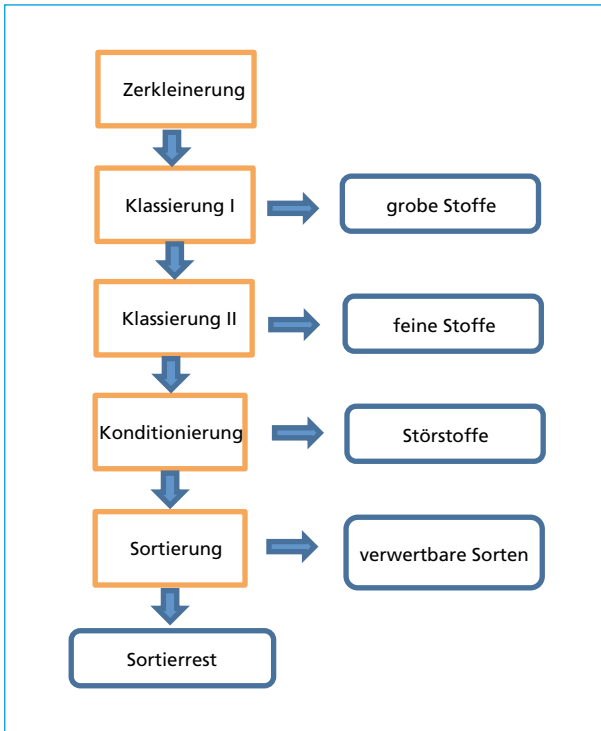 Zerkleinerung
Klassierung I
grobe Stoffe
Klassierung II
feine Stoffe
Konditionierung
Störstoffe
Sortierung
verwertbare Sorten
Sortierrest